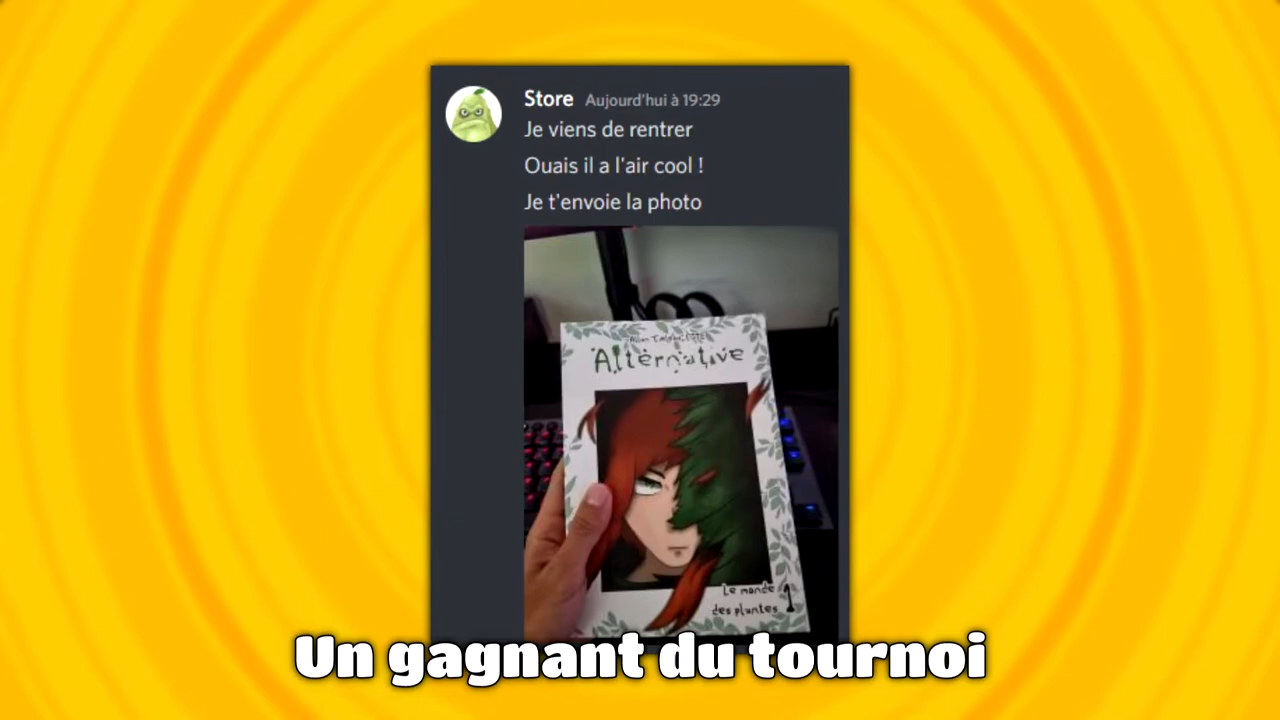 Store Aujourd'hui à 19:29
Je viens de rentrer
Ouais il a l'air cool !
Je t'envoie la photo
Alternative
Le monde
des plantes 1
Un gagnant du tournoi